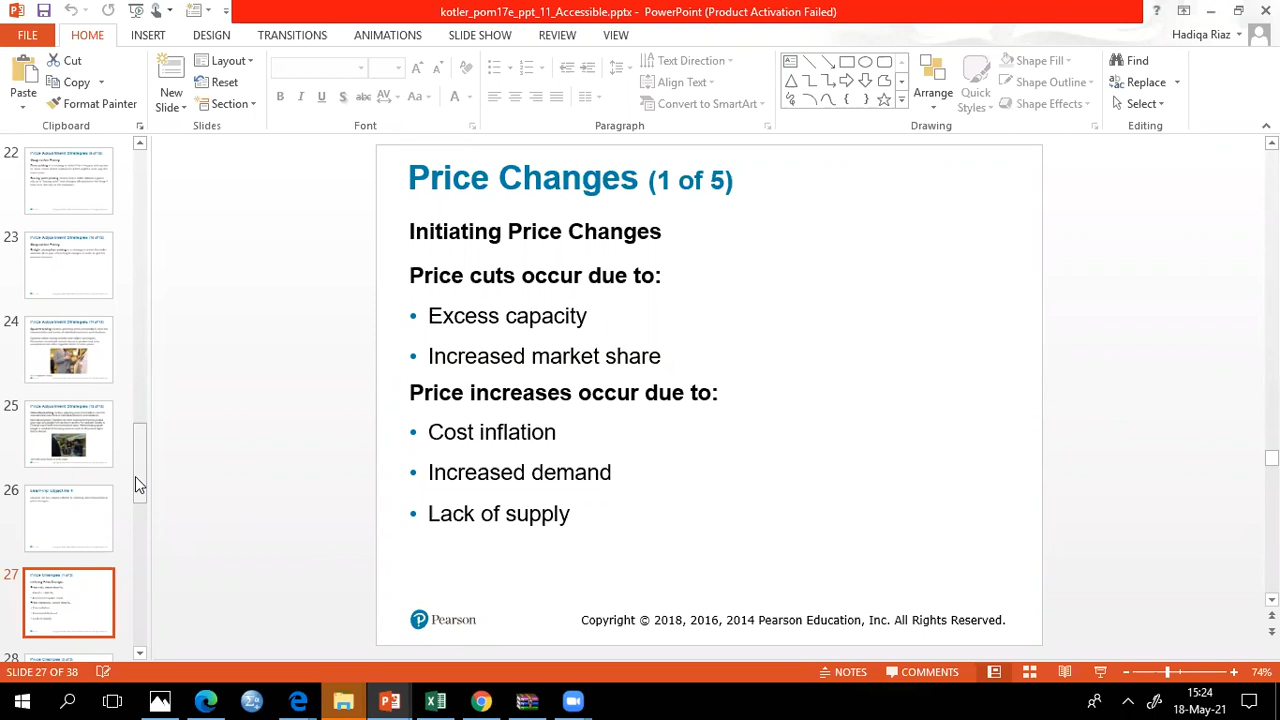 kotler_pom17e_ppt_11_Accessible.pptx - PowerPoint (Product Activation Failed)
FILE HOME INSERT DESIGN TRANSITIONS ANIMATIONS SLIDE SHOW REVIEW VIEW Hadiqa Riaz
Paste
Cut
Copy
Format Painter
Clipboard
New Slide
Layout
Reset
Section
Slides
B I U S abc AV Aa A
Font
Text Direction
Align Text
Convert to SmartArt
Paragraph
Arrange
Quick Styles
Shape Fill
Shape Outline
Shape Effects
Drawing
Find
Replace
Select
Editing
22
23
24
25
26
27
28
Price Changes (1 of 5)
Initiating Price Changes
Price cuts occur due to:
• Excess capacity
• Increased market share
Price increases occur due to:
• Cost inflation
• Increased demand
• Lack of supply
Pearson
Copyright © 2018, 2016, 2014 Pearson Education, Inc. All Rights Reserved.
SLIDE 27 OF 38 NOTES COMMENTS 74%
15:24
18-May-21